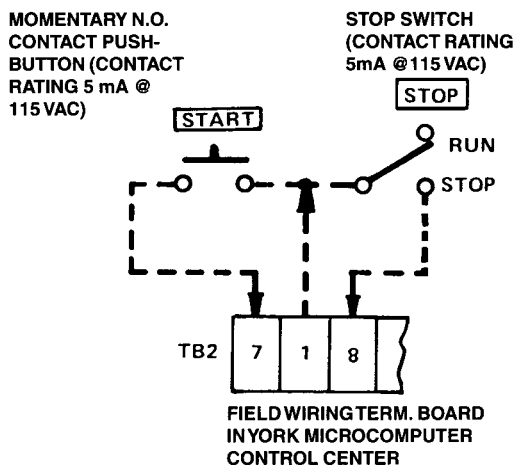 MOMENTARY N.O.
CONTACT PUSH-
BUTTON (CONTACT
RATING 5 mA @
115 VAC)
STOP SWITCH
(CONTACT RATING
5mA @115 VAC)
START
STOP
RUN
STOP
TB2 7 1 8
FIELD WIRING TERM. BOARD
IN YORK MICROCOMPUTER
CONTROL CENTER